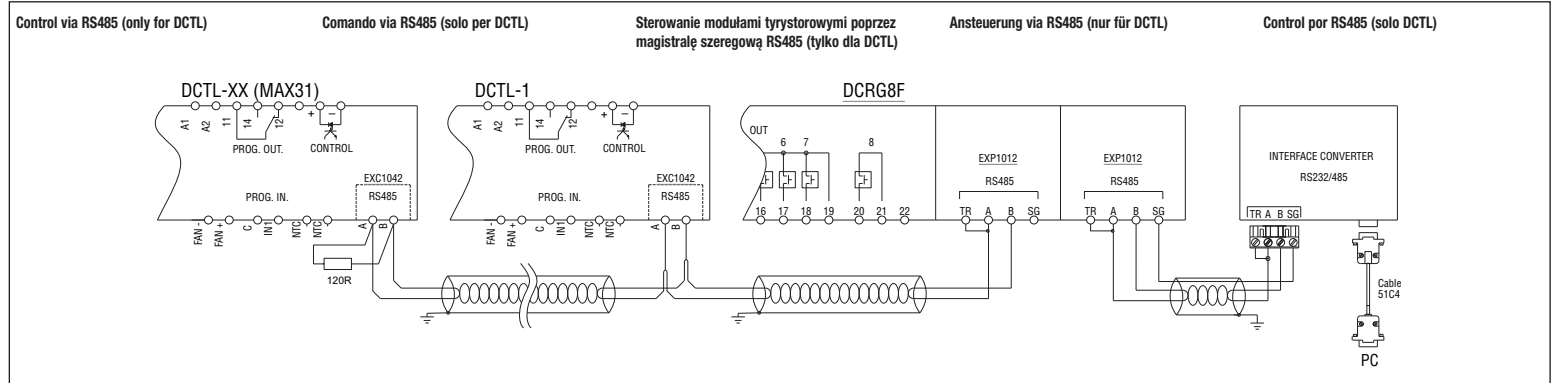 Control via RS485 (only for DCTL)
Comando via RS485 (solo per DCTL)
Sterowanie modułami tyrystorowymi poprzez
magistralę szeregową RS485 (tylko dla DCTL)
Ansteuerung via RS485 (nur für DCTL)
Control por RS485 (solo DCTL)
DCTL-XX (MAX31)
A1 A2 11 14 12 + –
PROG. OUT. CONTROL
EXC1042
PROG. IN. RS485
FAN - FAN + C IN1 NTC NTC A B
120R
DCTL-1
A1 A2 11 14 12 + –
PROG. OUT. CONTROL
EXC1042
PROG. IN. RS485
FAN - FAN + C IN1 NTC NTC A B
DCRG8F
OUT
6 7 8
16 17 18 19 20 21 22
EXP1012
RS485
TR A B SG
EXP1012
RS485
TR A B SG
INTERFACE CONVERTER
RS232/485
TR A B SG
Cable
51C4
PC